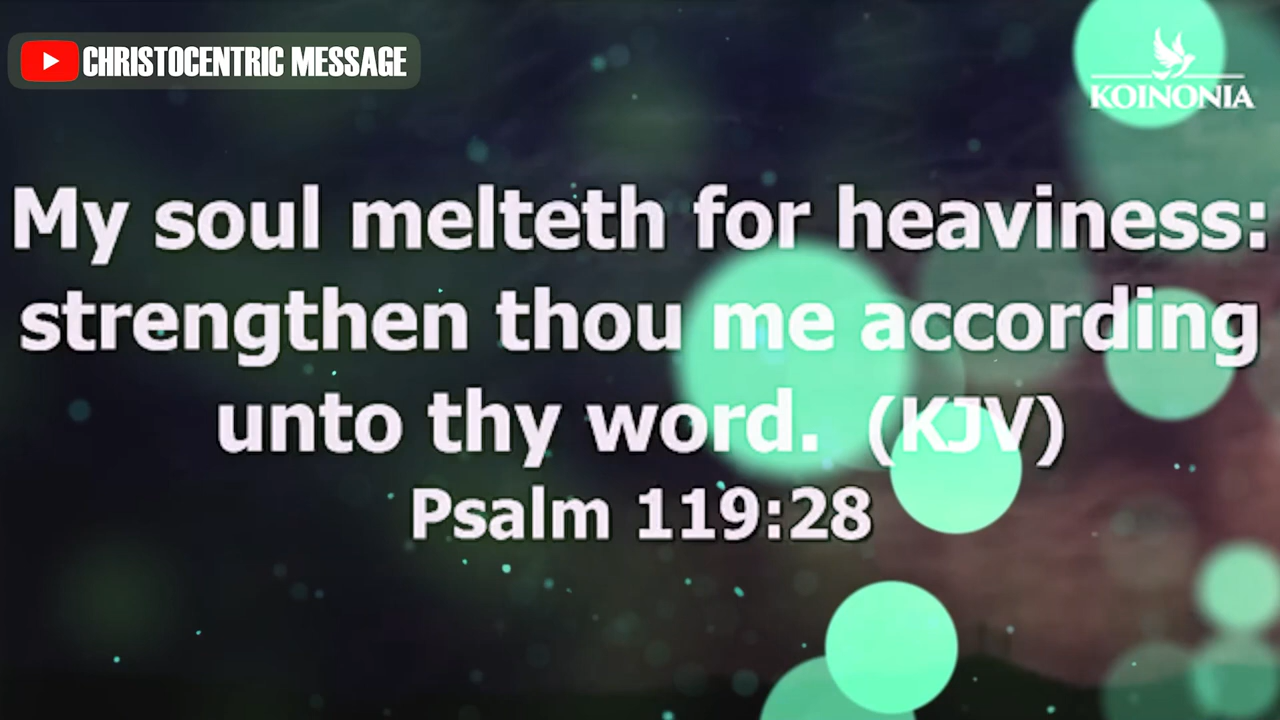 CHRISTOCENTRIC MESSAGE
KOINONIA
My soul melteth for heaviness:
strengthen thou me according
unto thy word. (KJV)
Psalm 119:28